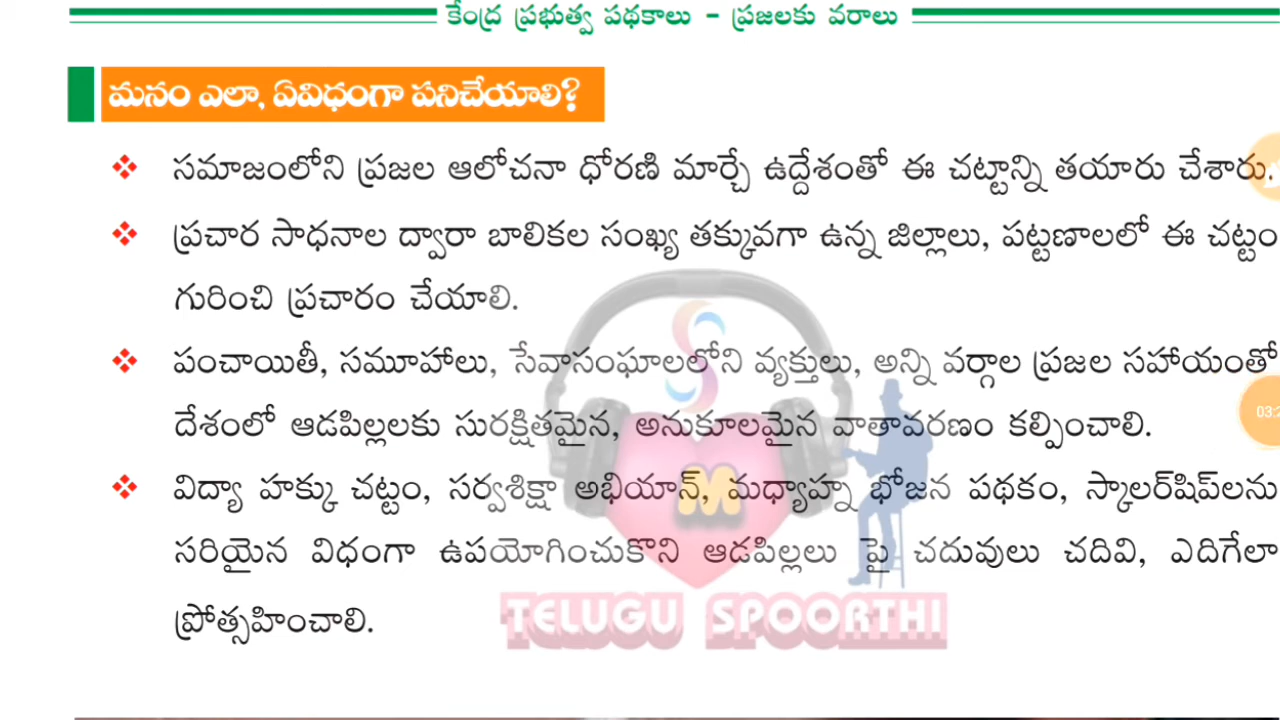 కేంద్ర ప్రభుత్వ పథకాలు - ప్రజలకు వరాలు
మనం ఎలా, ఏవిధంగా పనిచేయాలి?
సమాజంలోని ప్రజల ఆలోచనా ధోరణి మార్చే ఉద్దేశంతో ఈ చట్టాన్ని తయారు చేశారు.
ప్రచార సాధనాల ద్వారా బాలికల సంఖ్య తక్కువగా ఉన్న జిల్లాలు, పట్టణాలలో ఈ చట్టం
గురించి ప్రచారం చేయాలి.
పంచాయితీ, సమూహాలు, సేవాసంఘాలలోని వ్యక్తులు, అన్ని వర్గాల ప్రజల సహాయంతో
దేశంలో ఆడపిల్లలకు సురక్షితమైన, అనుకూలమైన వాతావరణం కల్పించాలి.
విద్యా హక్కు చట్టం, సర్వశిక్షా అభియాన్, మధ్యాహ్న భోజన పథకం, స్కాలర్‌షిప్‌లను
సరియైన విధంగా ఉపయోగించుకొని ఆడపిల్లలు పై చదువులు చదివి, ఎదిగేలా
ప్రోత్సహించాలి.
M
TELUGU SPOORTHI